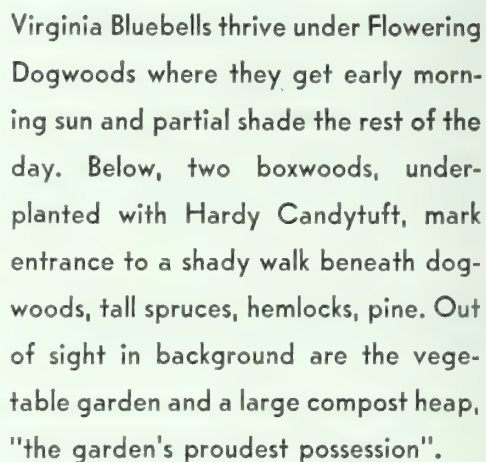 Virginia Bluebells thrive under Flowering
Dogwoods where they get early morn-
ing sun and partial shade the rest of the
day. Below, two boxwoods, under-
planted with Hardy Candytuft, mark
entrance to a shady walk beneath dog-
woods, tall spruces, hemlocks, pine. Out
of sight in background are the vege-
table garden and a large compost heap,
"the garden's proudest possession".